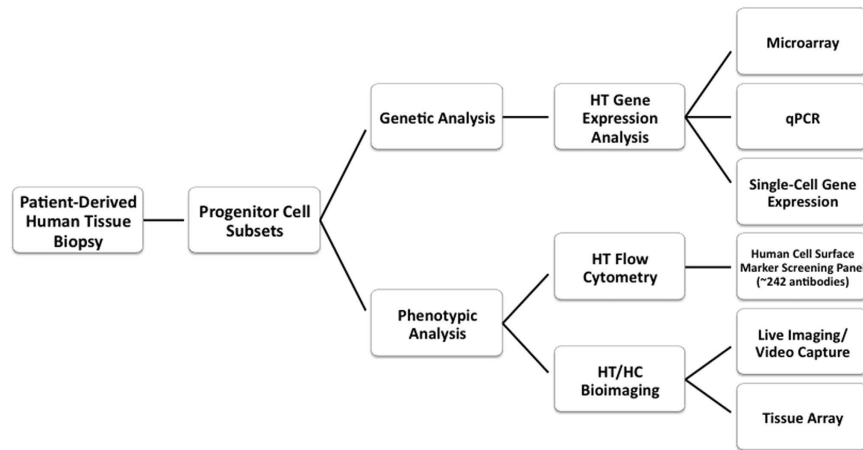 Patient-Derived
Human Tissue
Biopsy
Progenitor Cell
Subsets
Genetic Analysis
HT Gene
Expression
Analysis
Microarray
qPCR
Single-Cell Gene
Expression
Phenotypic
Analysis
HT Flow
Cytometry
Human Cell Surface
Marker Screening Panel
(~242 antibodies)
HT/HC
Bioimaging
Live Imaging/
Video Capture
Tissue Array